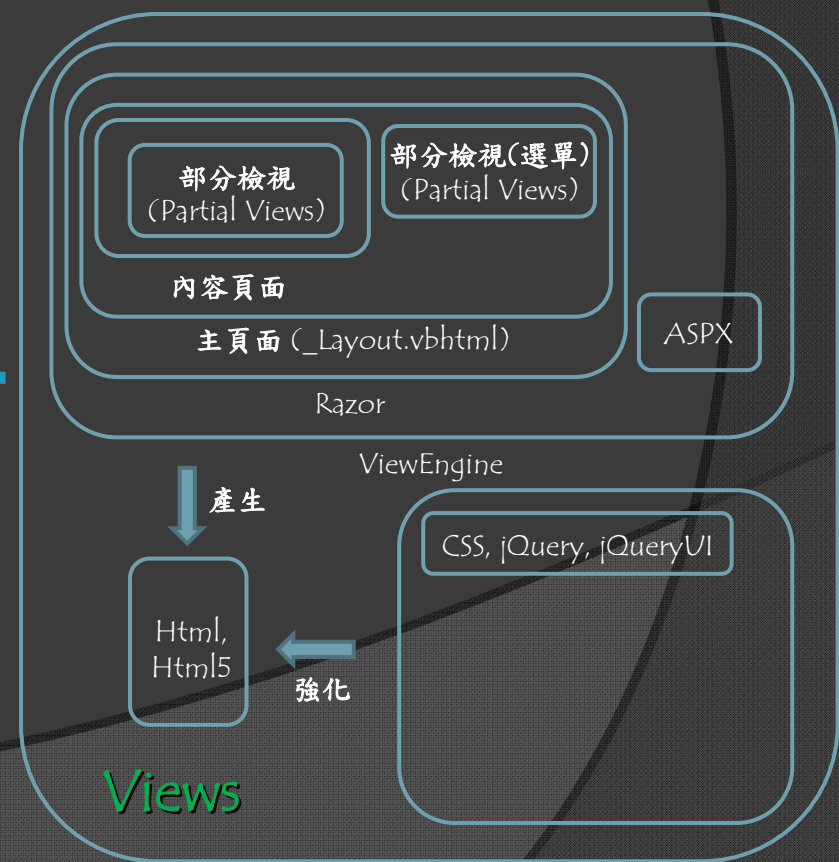 部分檢視
(Partial Views)
部分檢視(選單)
(Partial Views)
內容頁面
主頁面 (_Layout.vbhtml)
ASPX
Razor
ViewEngine
產生
CSS, jQuery, jQueryUI
Html,
Html5
強化
Views